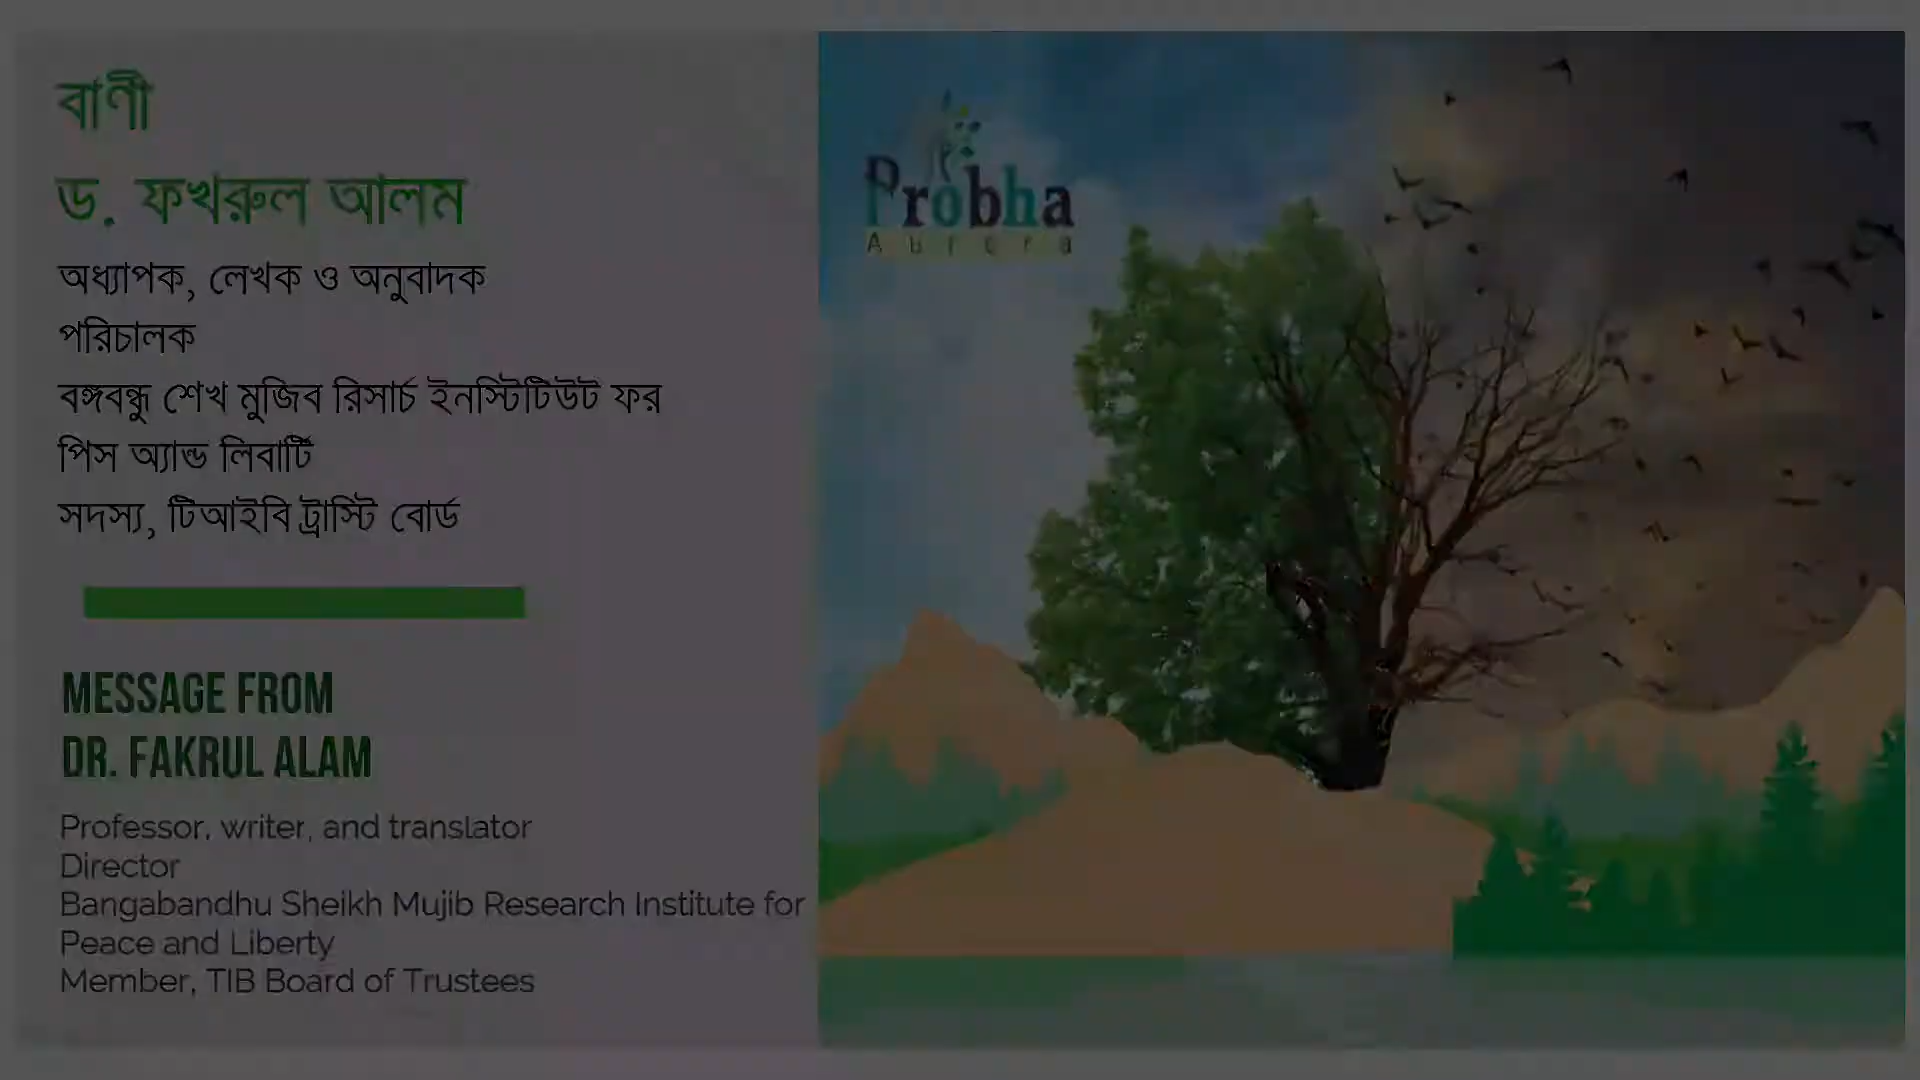 বাণী
ড. ফখরুল আলম
অধ্যাপক, লেখক ও অনুবাদক
পরিচালক
বঙ্গবন্ধু শেখ মুজিব রিসার্চ ইনস্টিটিউট ফর
পিস অ্যান্ড লিবার্টি
সদস্য, টিআইবি ট্রাস্টি বোর্ড
MESSAGE FROM
DR. FAKRUL ALAM
Professor, writer, and translator
Director
Bangabandhu Sheikh Mujib Research Institute for
Peace and Liberty
Member, TIB Board of Trustees
Probha
Aurora